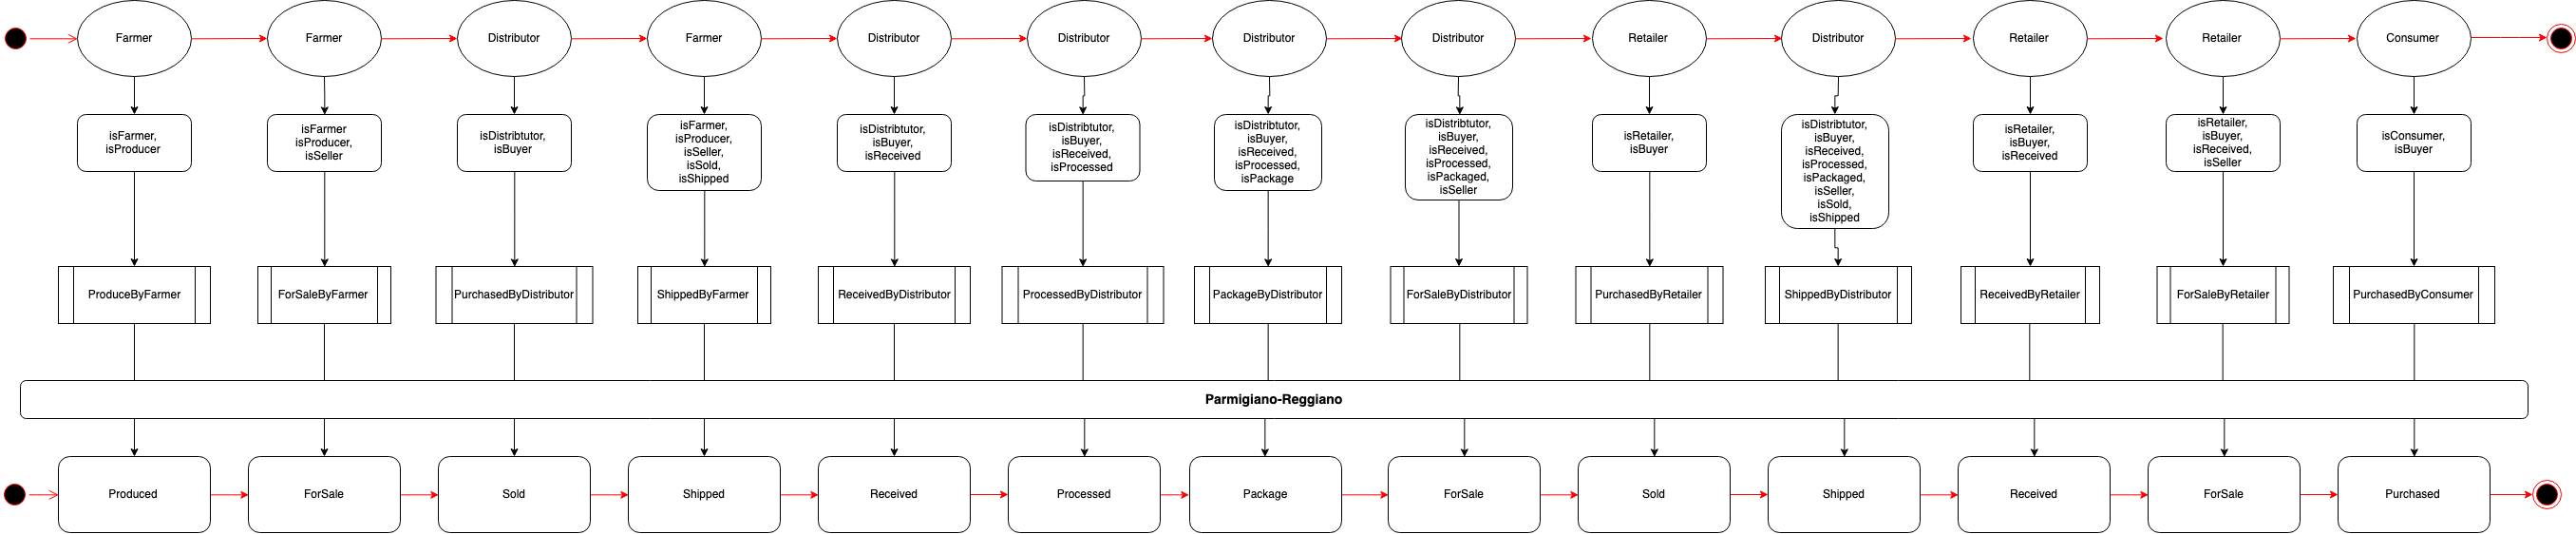 Farmer
Farmer
Distributor
Farmer
Distributor
Distributor
Distributor
Distributor
Retailer
Distributor
Retailer
Retailer
Consumer
isFarmer,
isProducer
isFarmer
isProducer,
isSeller
isDistribtutor,
isBuyer
isFarmer,
isProducer,
isSeller,
isSold,
isShipped
isDistribtutor,
isBuyer,
isReceived
isDistribtutor,
isBuyer,
isReceived,
isProcessed
isDistribtutor,
isBuyer,
isReceived,
isProcessed,
isPackage
isDistribtutor,
isBuyer,
isReceived,
isProcessed,
isPackaged,
isSeller
isRetailer,
isBuyer
isDistribtutor,
isBuyer,
isReceived,
isProcessed,
isPackaged,
isSeller,
isSold,
isShipped
isRetailer,
isBuyer,
isReceived
isRetailer,
isBuyer,
isReceived,
isSeller
isConsumer,
isBuyer
ProduceByFarmer
ForSaleByFarmer
PurchasedByDistributor
ShippedByFarmer
ReceivedByDistributor
ProcessedByDistributor
PackageByDistributor
ForSaleByDistributor
PurchasedByRetailer
ShippedByDistributor
ReceivedByRetailer
ForSaleByRetailer
PurchasedByConsumer
Parmigiano-Reggiano
Produced
ForSale
Sold
Shipped
Received
Processed
Package
ForSale
Sold
Shipped
Received
ForSale
Purchased